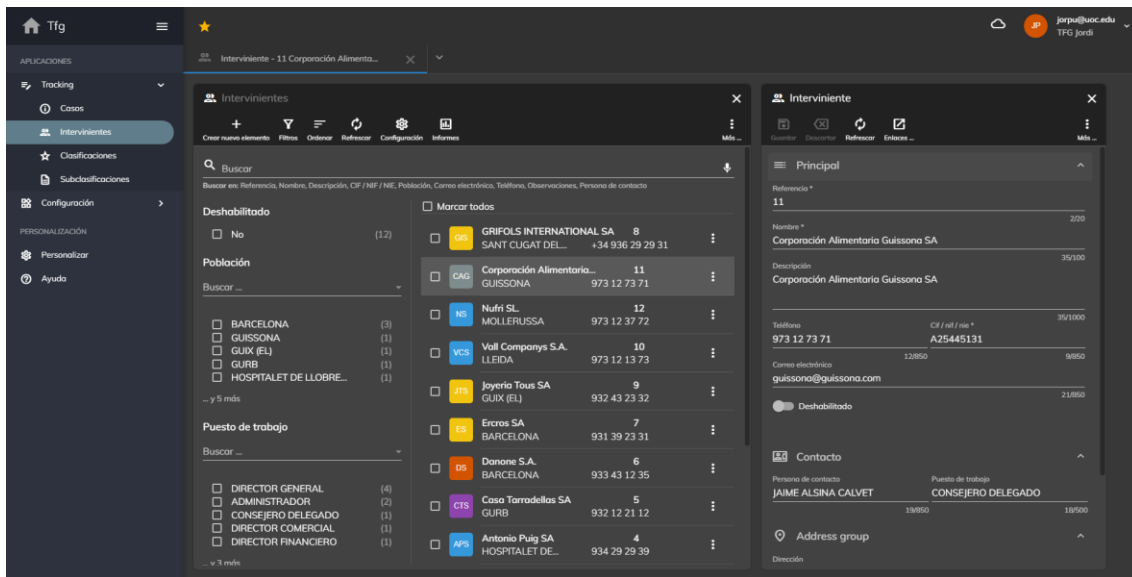 Tfg
jorpu@uoc.edu
JP
TFG Jordi
APLICACIONES
Interviniente - 11 Corporación Alimenta...
Tracking
Casos
Intervinientes
Clasificaciones
Subclasificaciones
Configuración
PERSONALIZACIÓN
Personalizar
Ayuda
Intervinientes
Crear nuevo elemento Filtros Ordenar Refrescar Configuración Informes Más ...
Buscar
Buscar en: Referencia, Nombre, Descripción, CIF / NIF / NIE, Población, Correo electrónico, Teléfono, Observaciones, Persona de contacto
Deshabilitado
No (12)
Población
Buscar ...
BARCELONA (3)
GUISSONA (1)
GUIX (EL) (1)
GURB (1)
HOSPITALET DE LLOBRE... (1)
... y 5 más
Puesto de trabajo
Buscar ...
DIRECTOR GENERAL (4)
ADMINISTRADOR (2)
CONSEJERO DELEGADO (1)
DIRECTOR COMERCIAL (1)
DIRECTOR FINANCIERO (1)
... y 3 más
Marcar todos
GIS GRIFOLS INTERNATIONAL SA 8
SANT CUGAT DEL... +34 936 29 29 31
CAG Corporación Alimentaria... 11
GUISSONA 973 12 73 71
NS Nufri SL. 12
MOLLERUSSA 973 12 37 72
VCS Vall Companys S.A. 10
LLEIDA 973 12 13 73
JTS Joyeria Tous SA 9
GUIX (EL) 932 43 23 32
ES Ercros SA 7
BARCELONA 931 39 23 31
DS Danone S.A. 6
BARCELONA 933 43 12 35
CTS Casa Tarradellas SA 5
GURB 932 12 21 12
APS Antonio Puig SA 4
HOSPITALET DE... 934 29 29 39
Interviniente
Guardar Descartar Refrescar Enlaces ... Más ...
Principal
Referencia *
11
2/20
Nombre *
Corporación Alimentaria Guissona SA
35/100
Descripción
Corporación Alimentaria Guissona SA
35/1000
Teléfono Cif / nif / nie *
973 12 73 71 A25445131
12/850 9/850
Correo electrónico
guissona@guissona.com
21/850
Deshabilitado
Contacto
Persona de contacto Puesto de trabajo
JAIME ALSINA CALVET CONSEJERO DELEGADO
19/850 18/500
Address group
Dirección